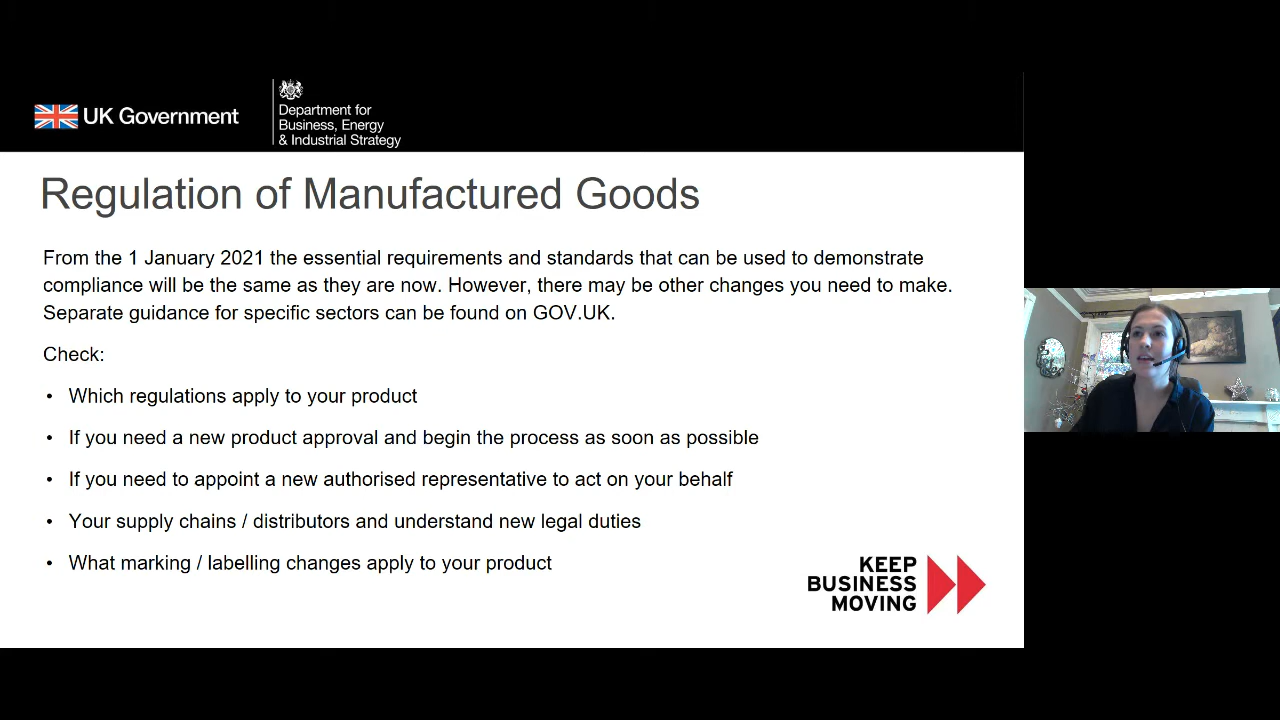 UK Government
Department for
Business, Energy
& Industrial Strategy
Regulation of Manufactured Goods
From the 1 January 2021 the essential requirements and standards that can be used to demonstrate
compliance will be the same as they are now. However, there may be other changes you need to make.
Separate guidance for specific sectors can be found on GOV.UK.
Check:
• Which regulations apply to your product
• If you need a new product approval and begin the process as soon as possible
• If you need to appoint a new authorised representative to act on your behalf
• Your supply chains / distributors and understand new legal duties
• What marking / labelling changes apply to your product
KEEP
BUSINESS
MOVING